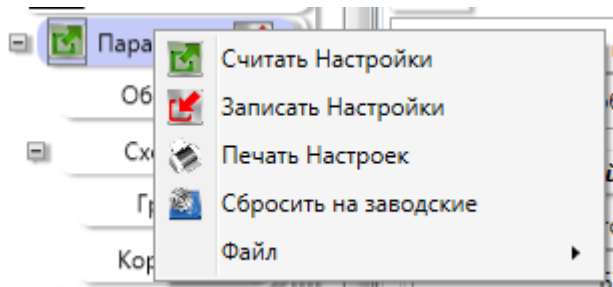 Считать Настройки
Записать Настройки
Печать Настроек
Сбросить на заводские
Файл